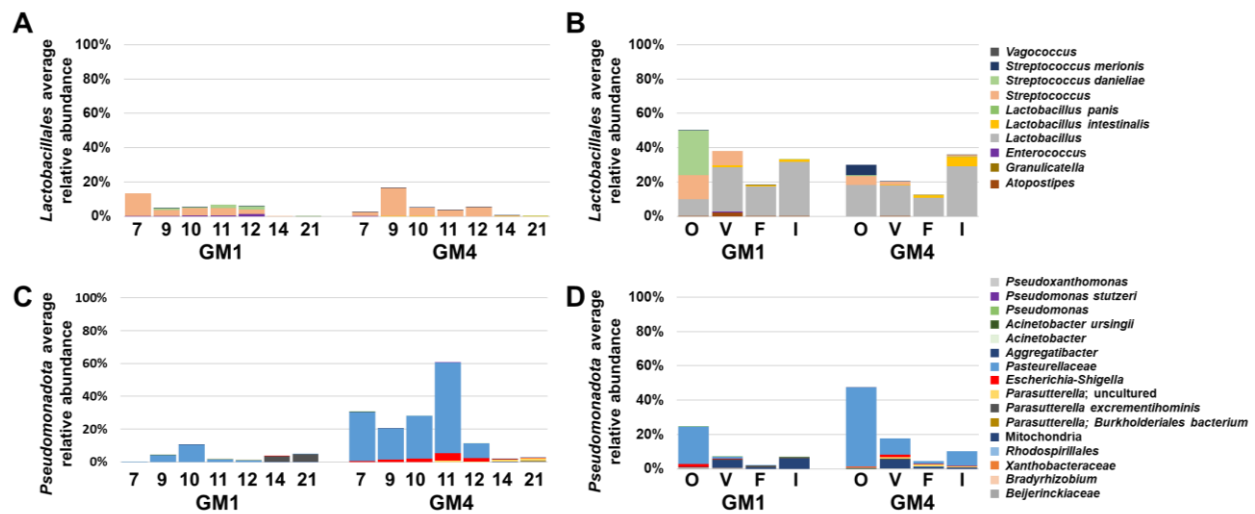 A
Lactobacillales average
relative abundance
100%
80%
60%
40%
20%
0%
7 9 10 11 12 14 21
GM1
7 9 10 11 12 14 21
GM4
B
Lactobacillales average
relative abundance
100%
80%
60%
40%
20%
0%
O V F I
GM1
O V F I
GM4
Vagococcus
Streptococcus merionis
Streptococcus danieliae
Streptococcus
Lactobacillus panis
Lactobacillus intestinalis
Lactobacillus
Enterococcus
Granulicatella
Atopostipes
C
Pseudomonadota average
relative abundance
100%
80%
60%
40%
20%
0%
7 9 10 11 12 14 21
GM1
7 9 10 11 12 14 21
GM4
D
Pseudomonadota average
relative abundance
100%
80%
60%
40%
20%
0%
O V F I
GM1
O V F I
GM4
Pseudoxanthomonas
Pseudomonas stutzeri
Pseudomonas
Acinetobacter ursingii
Acinetobacter
Aggregatibacter
Pasteurellaceae
Escherichia-Shigella
Parasutterella; uncultured
Parasutterella excrementihominis
Parasutterella; Burkholderiales bacterium
Mitochondria
Rhodospirillales
Xanthobacteraceae
Bradyrhizobium
Beijerinckiaceae